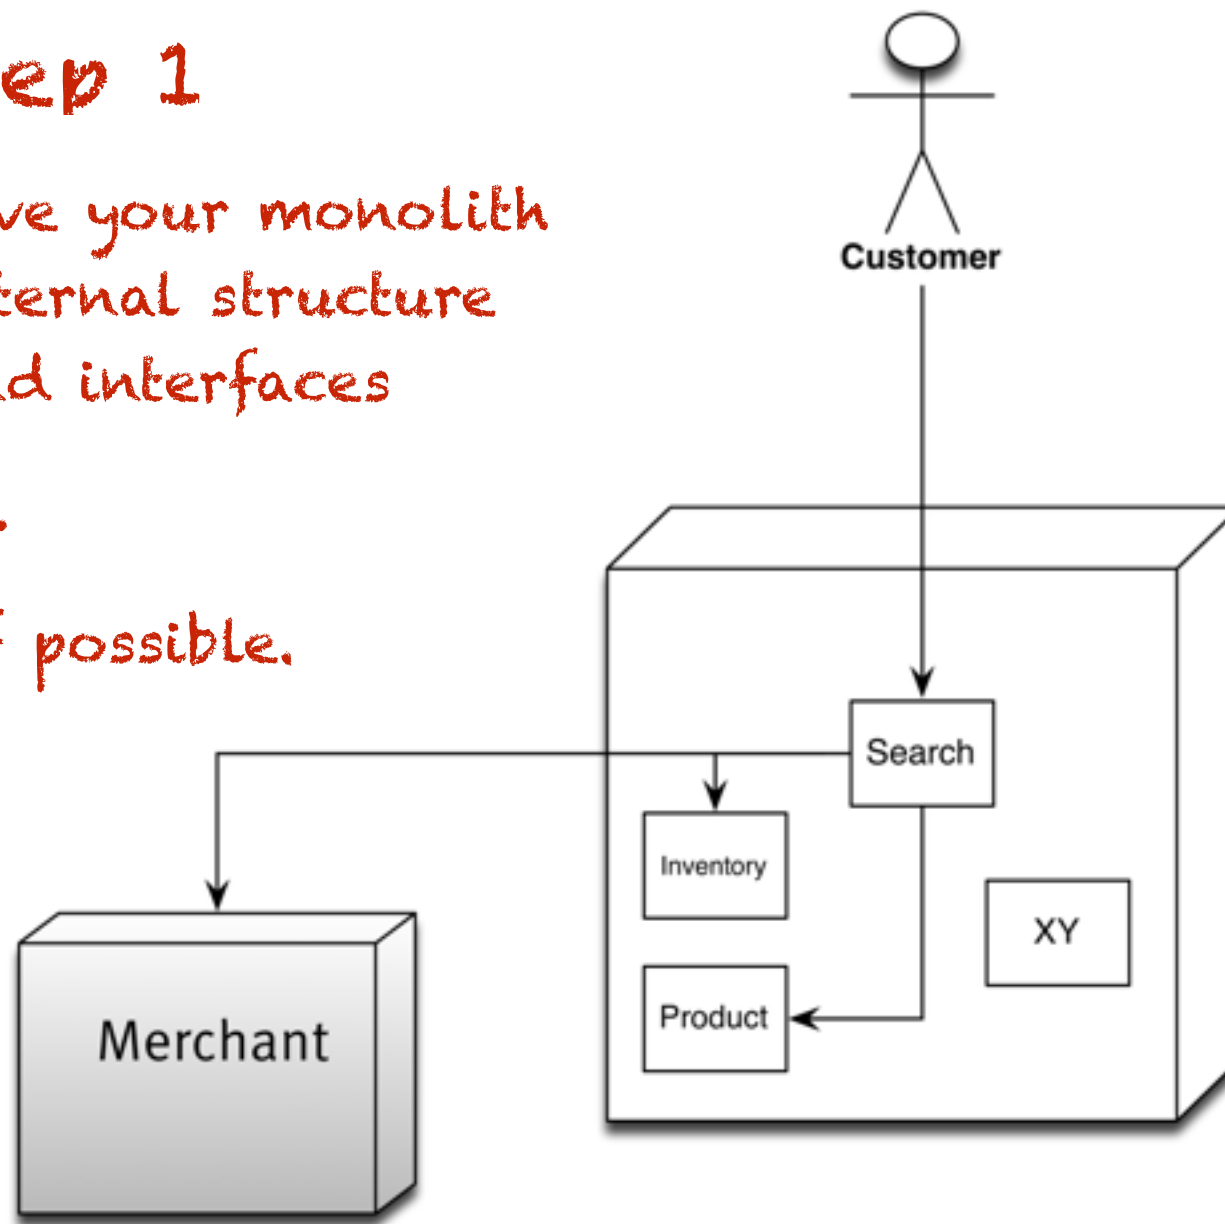 ep 1
ve your monolith
ternal structure
d interfaces
.
possible.
Customer
Search
Inventory
XY
Product
Merchant